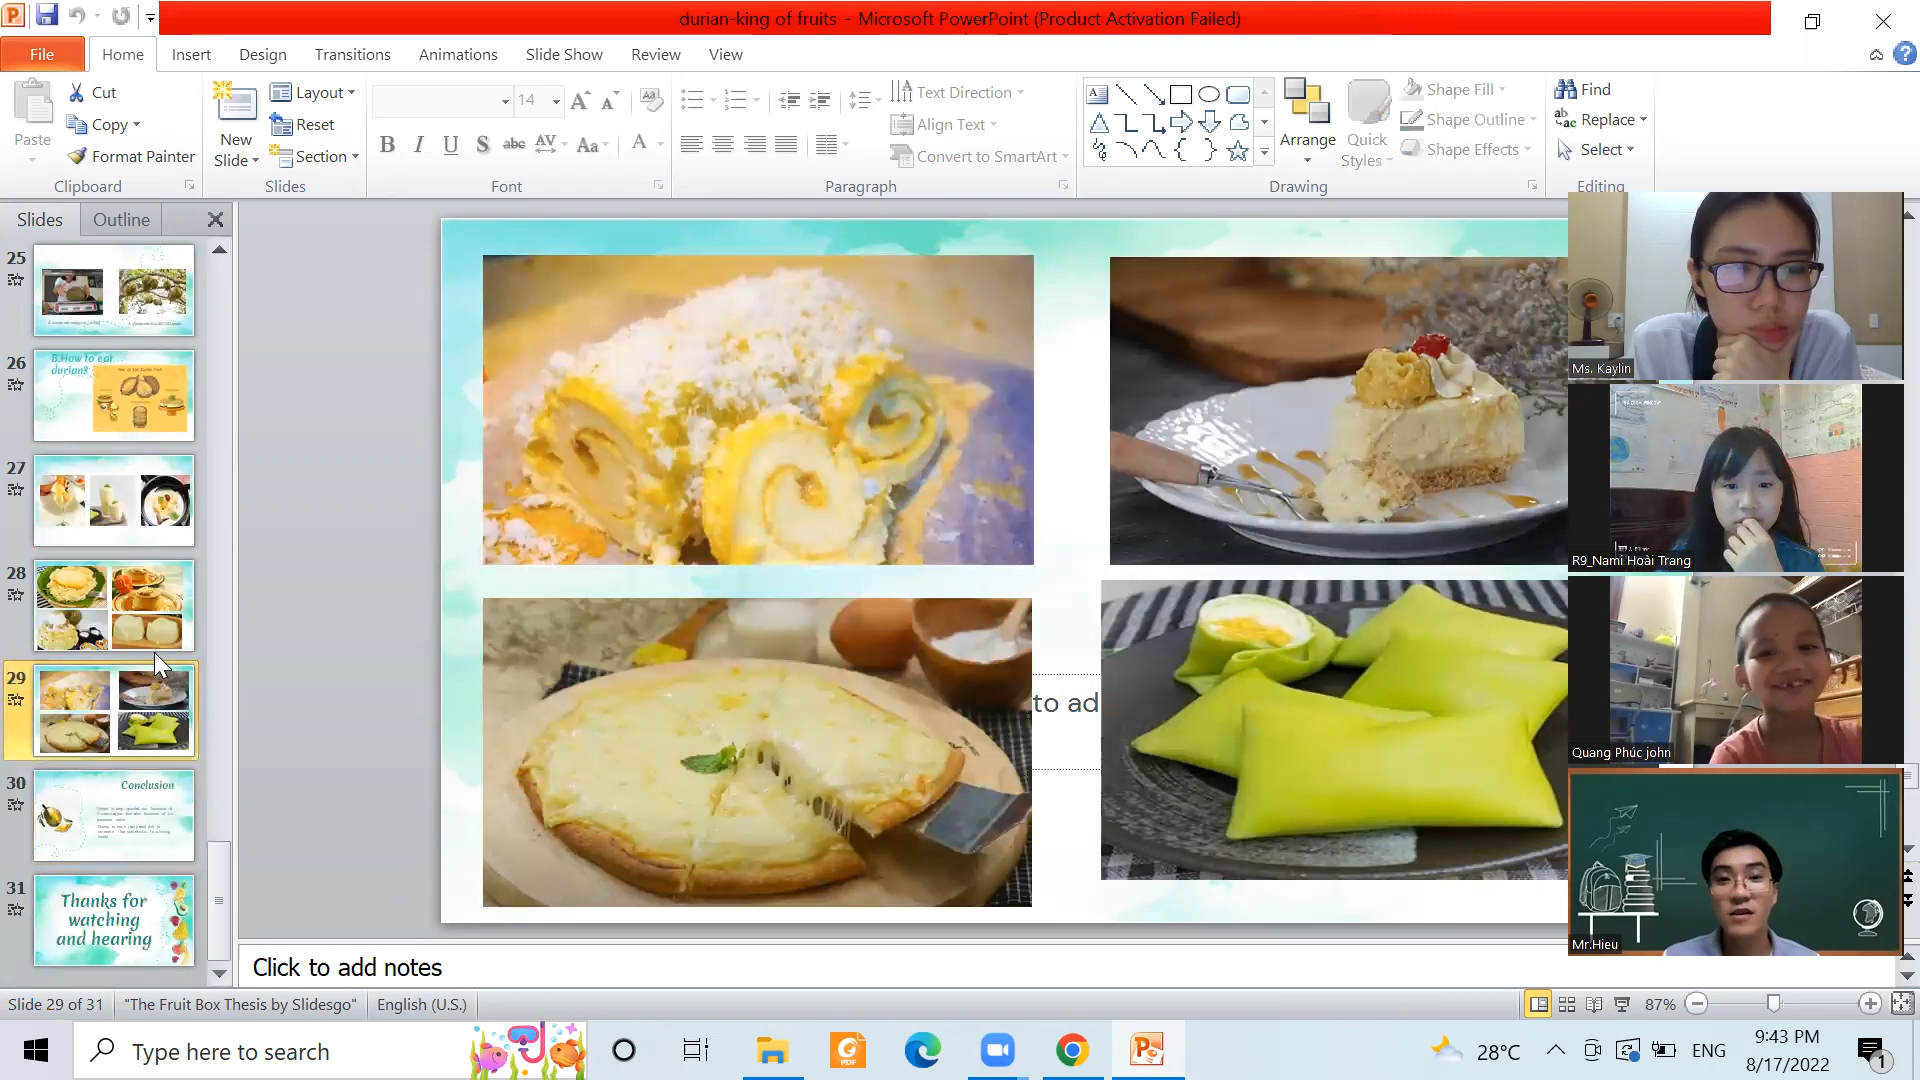 durian-king of fruits - Microsoft PowerPoint (Product Activation Failed)
File Home Insert Design Transitions Animations Slide Show Review View
Paste
Cut
Copy
Format Painter
Clipboard
New Slide
Layout
Reset
Section
Slides
14
B I U S abc AV Aa A
Font
Text Direction
Align Text
Convert to SmartArt
Paragraph
Arrange
Quick Styles
Shape Fill
Shape Outline
Shape Effects
Drawing
Find
Replace
Select
Editing
Slides Outline
25
26
B.How to eat durian?
27
28
29
30
Conclusion
31
Thanks for
watching
and hearing
to ad
Ms. Kaylin
R9_Nami Hoài Trang
Quang Phúc john
Mr.Hieu
Click to add notes
Slide 29 of 31 "The Fruit Box Thesis by Slidesgo" English (U.S.) 87%
Type here to search
PDF
28°C
ENG
9:43 PM
8/17/2022
1